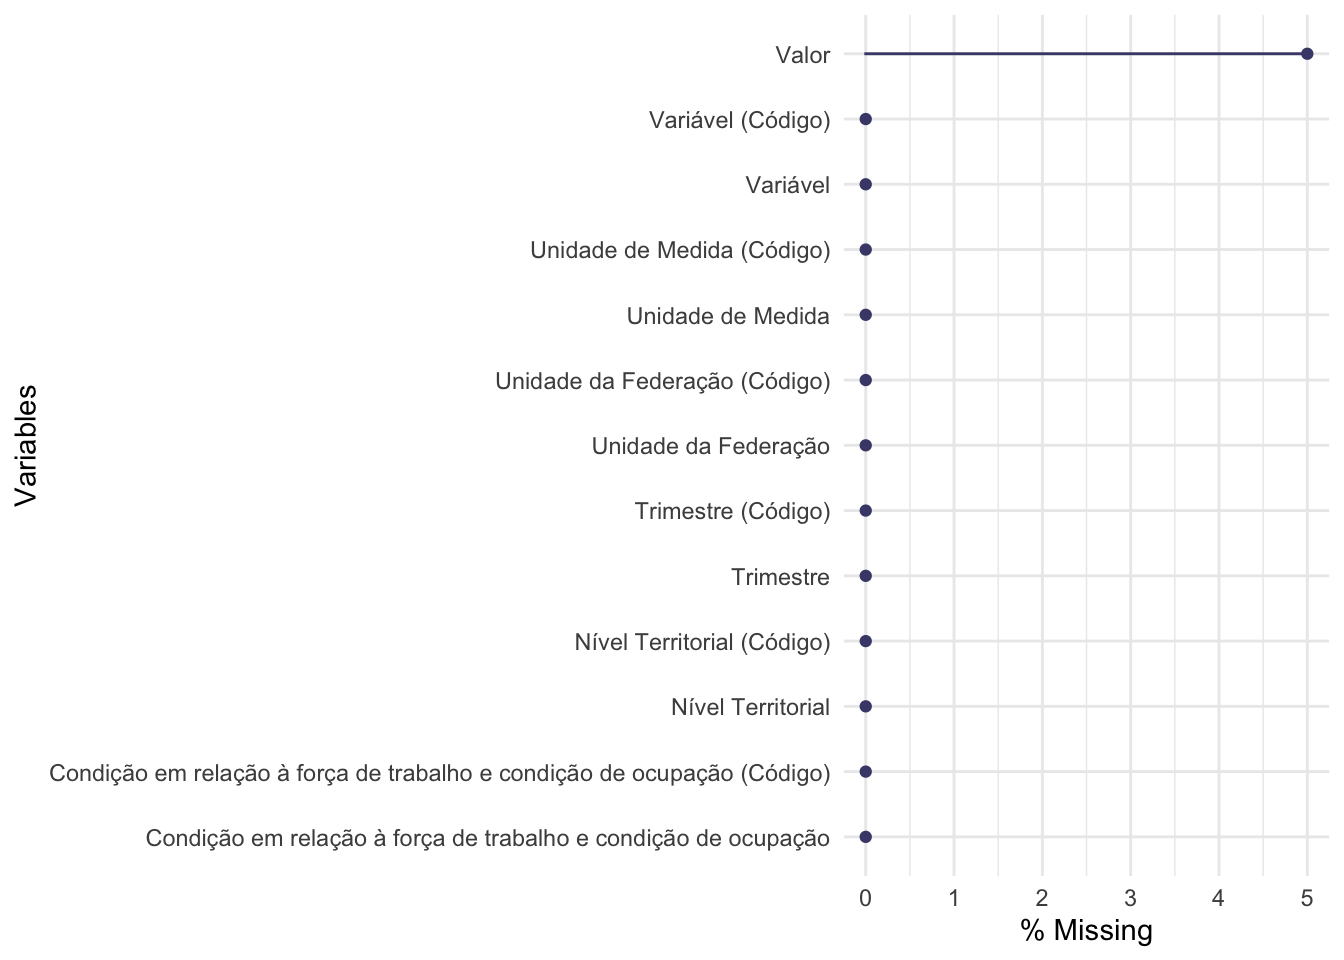 Variables
Valor
Variável (Código)
Variável
Unidade de Medida (Código)
Unidade de Medida
Unidade da Federação (Código)
Unidade da Federação
Trimestre (Código)
Trimestre
Nível Territorial (Código)
Nível Territorial
Condição em relação à força de trabalho e condição de ocupação (Código)
Condição em relação à força de trabalho e condição de ocupação
0 1 2 3 4 5
% Missing